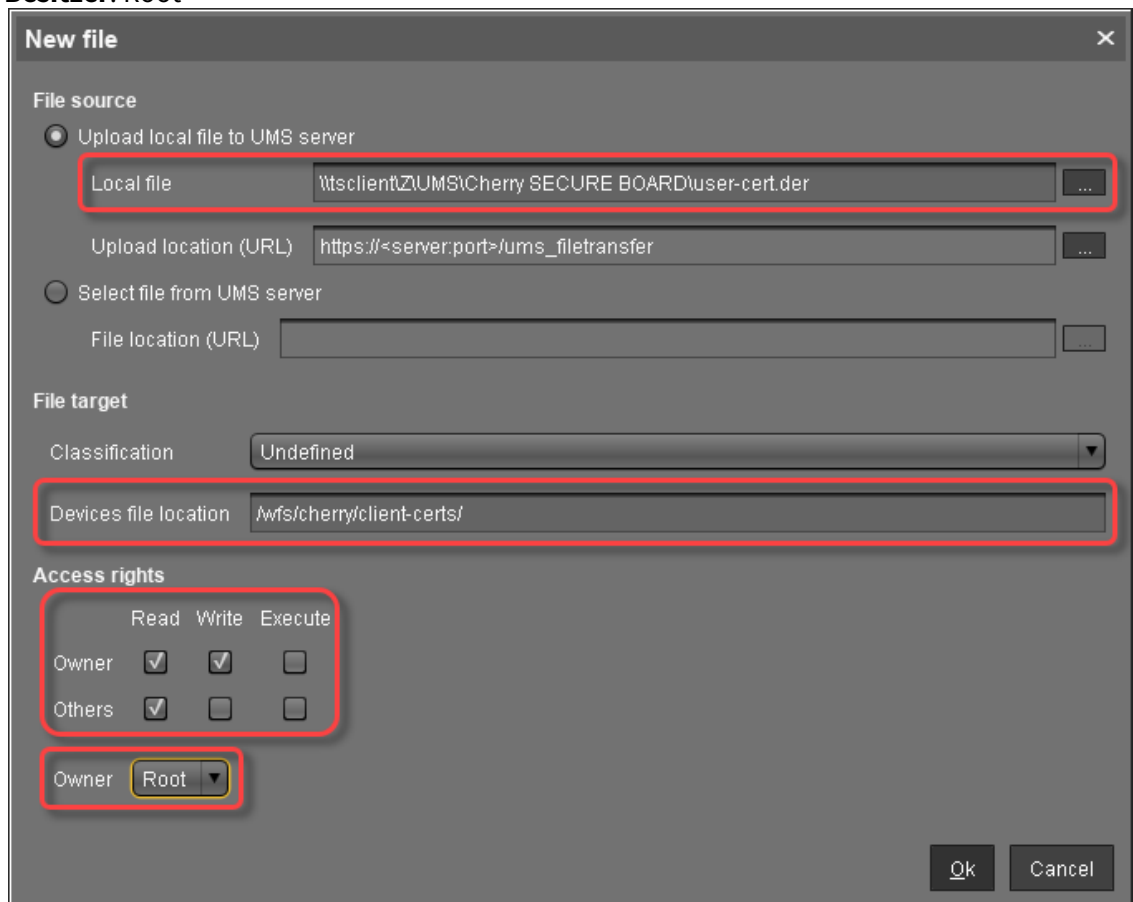 Besitzer: Root
New file
File source
Upload local file to UMS server
Local file \\tsclient\Z\UMS\Cherry SECURE BOARD\user-cert.der ...
Upload location (URL) https://<server:port>/ums_filetransfer ...
Select file from UMS server
File location (URL) ...
File target
Classification Undefined
Devices file location /wfs/cherry/client-certs/
Access rights
Read Write Execute
Owner
Others
Owner Root
Ok Cancel